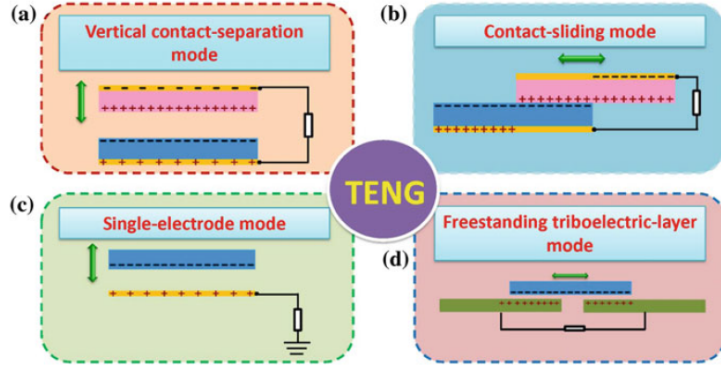 (a)
Vertical contact-separation
mode
(b)
Contact-sliding mode
TENG
(c)
Single-electrode mode
Freestanding triboelectric-layer
mode
(d)